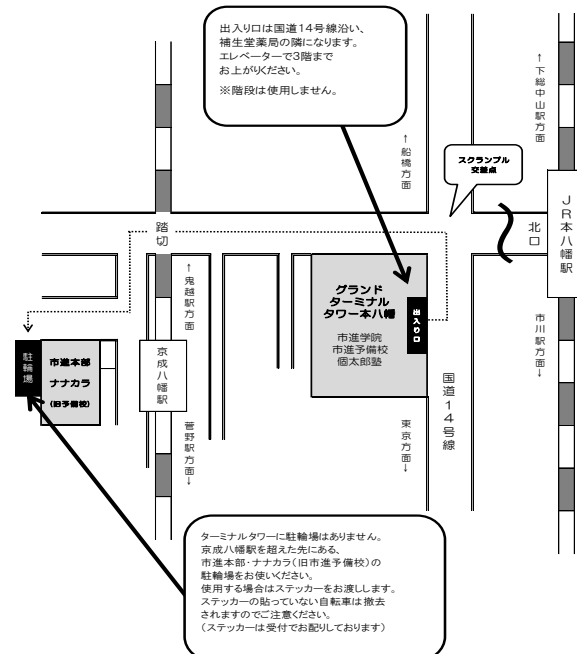 出入り口は国道14号線沿い、
補生堂薬局の隣になります。
エレベーターで3階まで
お上がりください。
※階段は使用しません。
↑下総中山駅方面
↑船橋方面
スクランブル
交差点
JR本八幡駅
北口
踏切
↑鬼越駅方面
グランド
ターミナル
タワー本八幡
出入り口
市進学院
市進予備校
個太郎塾
市川駅方面↓
駐輪場
市進本部
ナナカラ
(旧予備校)
京成八幡駅
国道14号線
菅野駅方面↓
東京方面↓
ターミナルタワーに駐輪場はありません。
京成八幡駅を超えた先にある、
市進本部・ナナカラ(旧市進予備校)の
駐輪場をお使いください。
使用する場合はステッカーをお渡しします。
ステッカーの貼っていない自転車は撤去
されますのでご注意ください。
(ステッカーは受付でお配りしております)